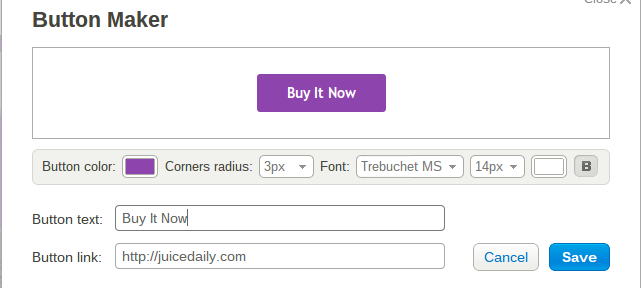 Close
Button Maker
Buy It Now
Button color: Corners radius: 3px Font: Trebuchet MS 14px B
Button text: Buy It Now
Button link: http://juicedaily.com Cancel Save